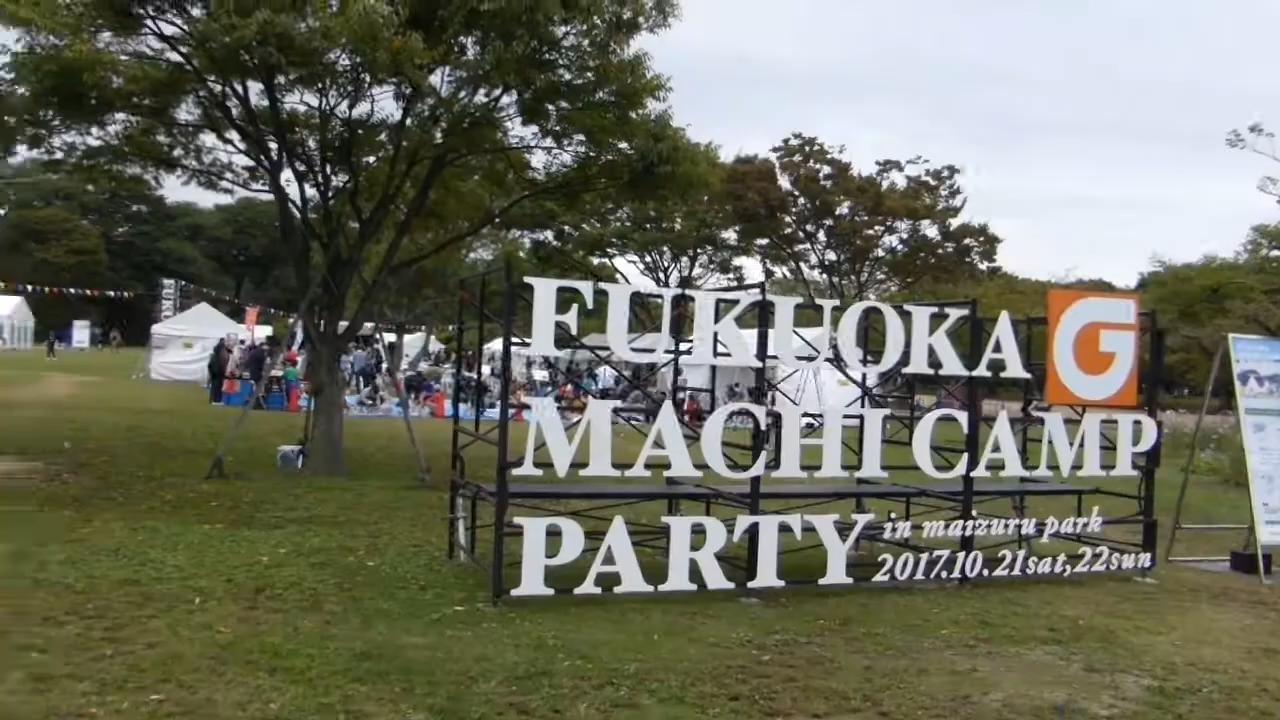 FUKUOKA G
MACHI CAMP
PARTY in maizuru park
2017.10.21sat,22sun